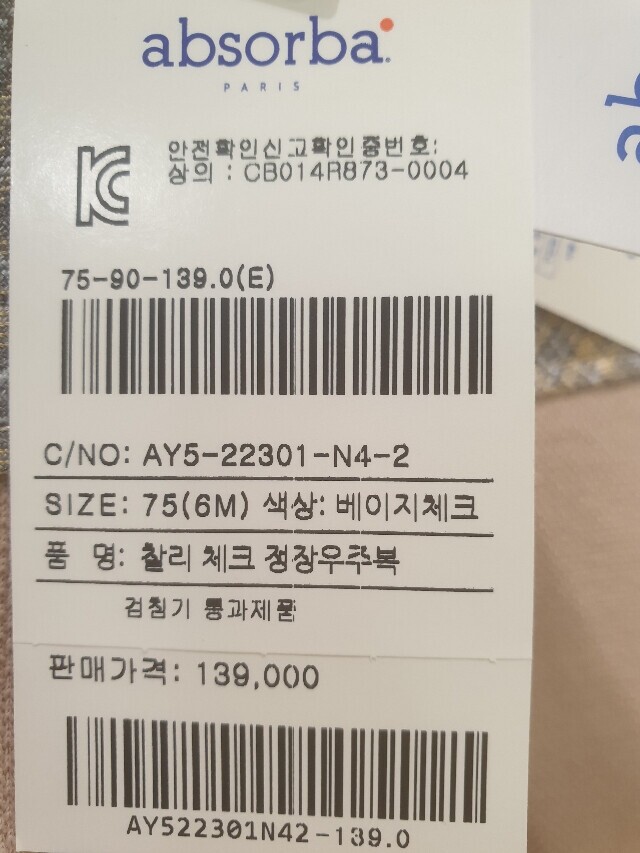 absorba.
PARIS
안전확인신고확인증번호:
상의 : CB014R873-0004
75-90-139.0(E)
C/NO: AY5-22301-N4-2
SIZE: 75(6M) 색상: 베이지체크
품 명: 찰리 체크 정장우주복
검침기 통과제품
판매가격: 139,000
AY522301N42-139.0
ab